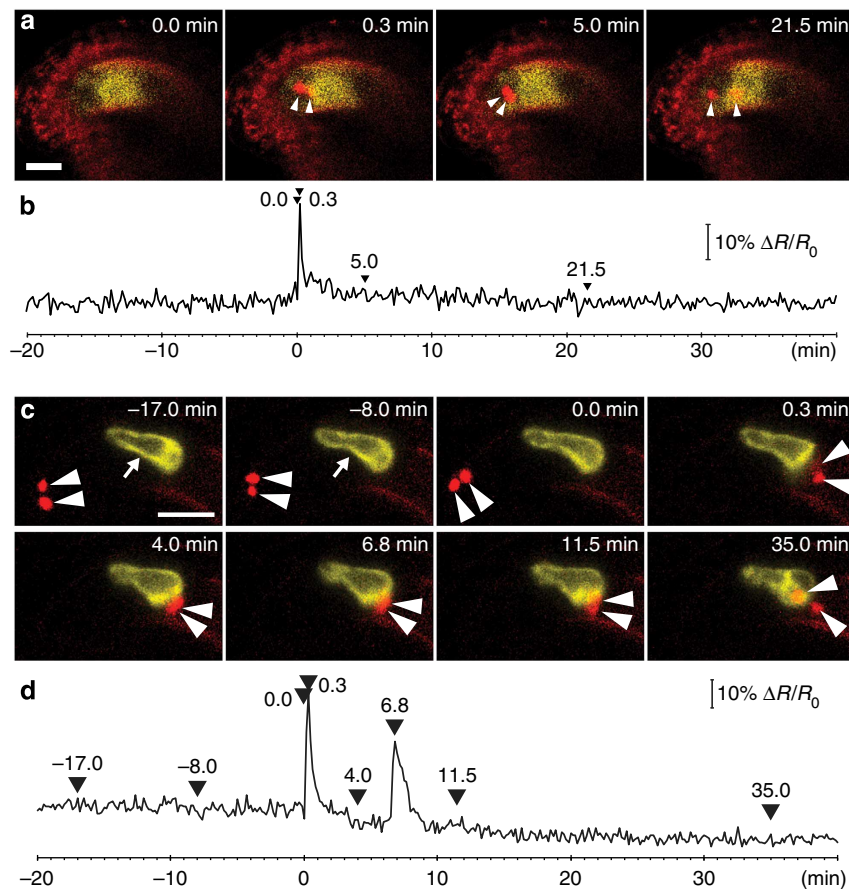 a
0.0 min
0.3 min
5.0 min
21.5 min
b
0.0 0.3
5.0
21.5
10% ΔR/R0
–20 –10 0 10 20 30 (min)
c
–17.0 min
–8.0 min
0.0 min
0.3 min
4.0 min
6.8 min
11.5 min
35.0 min
d
0.0 0.3
10% ΔR/R0
–17.0
–8.0
4.0
6.8
11.5
35.0
–20 –10 0 10 20 30 (min)